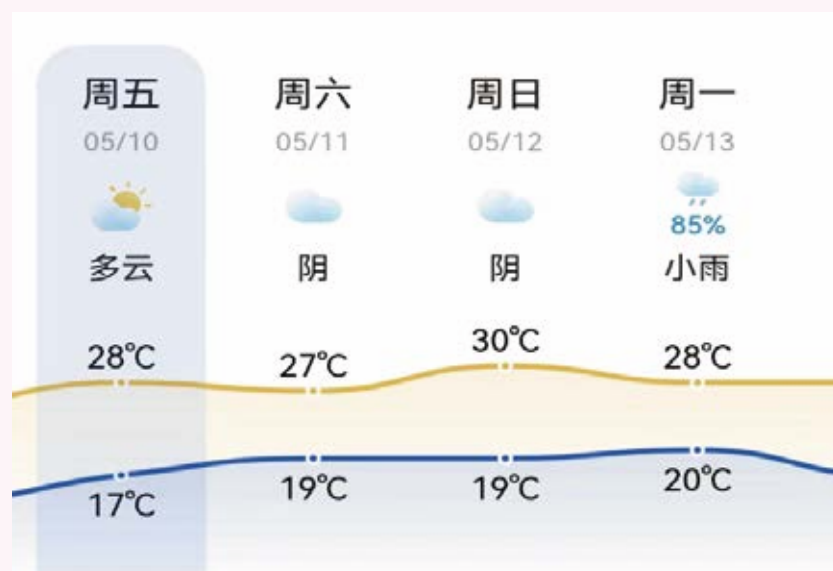 周五 周六 周日 周一
05/10 05/11 05/12 05/13
85%
多云 阴 阴 小雨
28℃ 27℃ 30℃ 28℃
17℃ 19℃ 19℃ 20℃